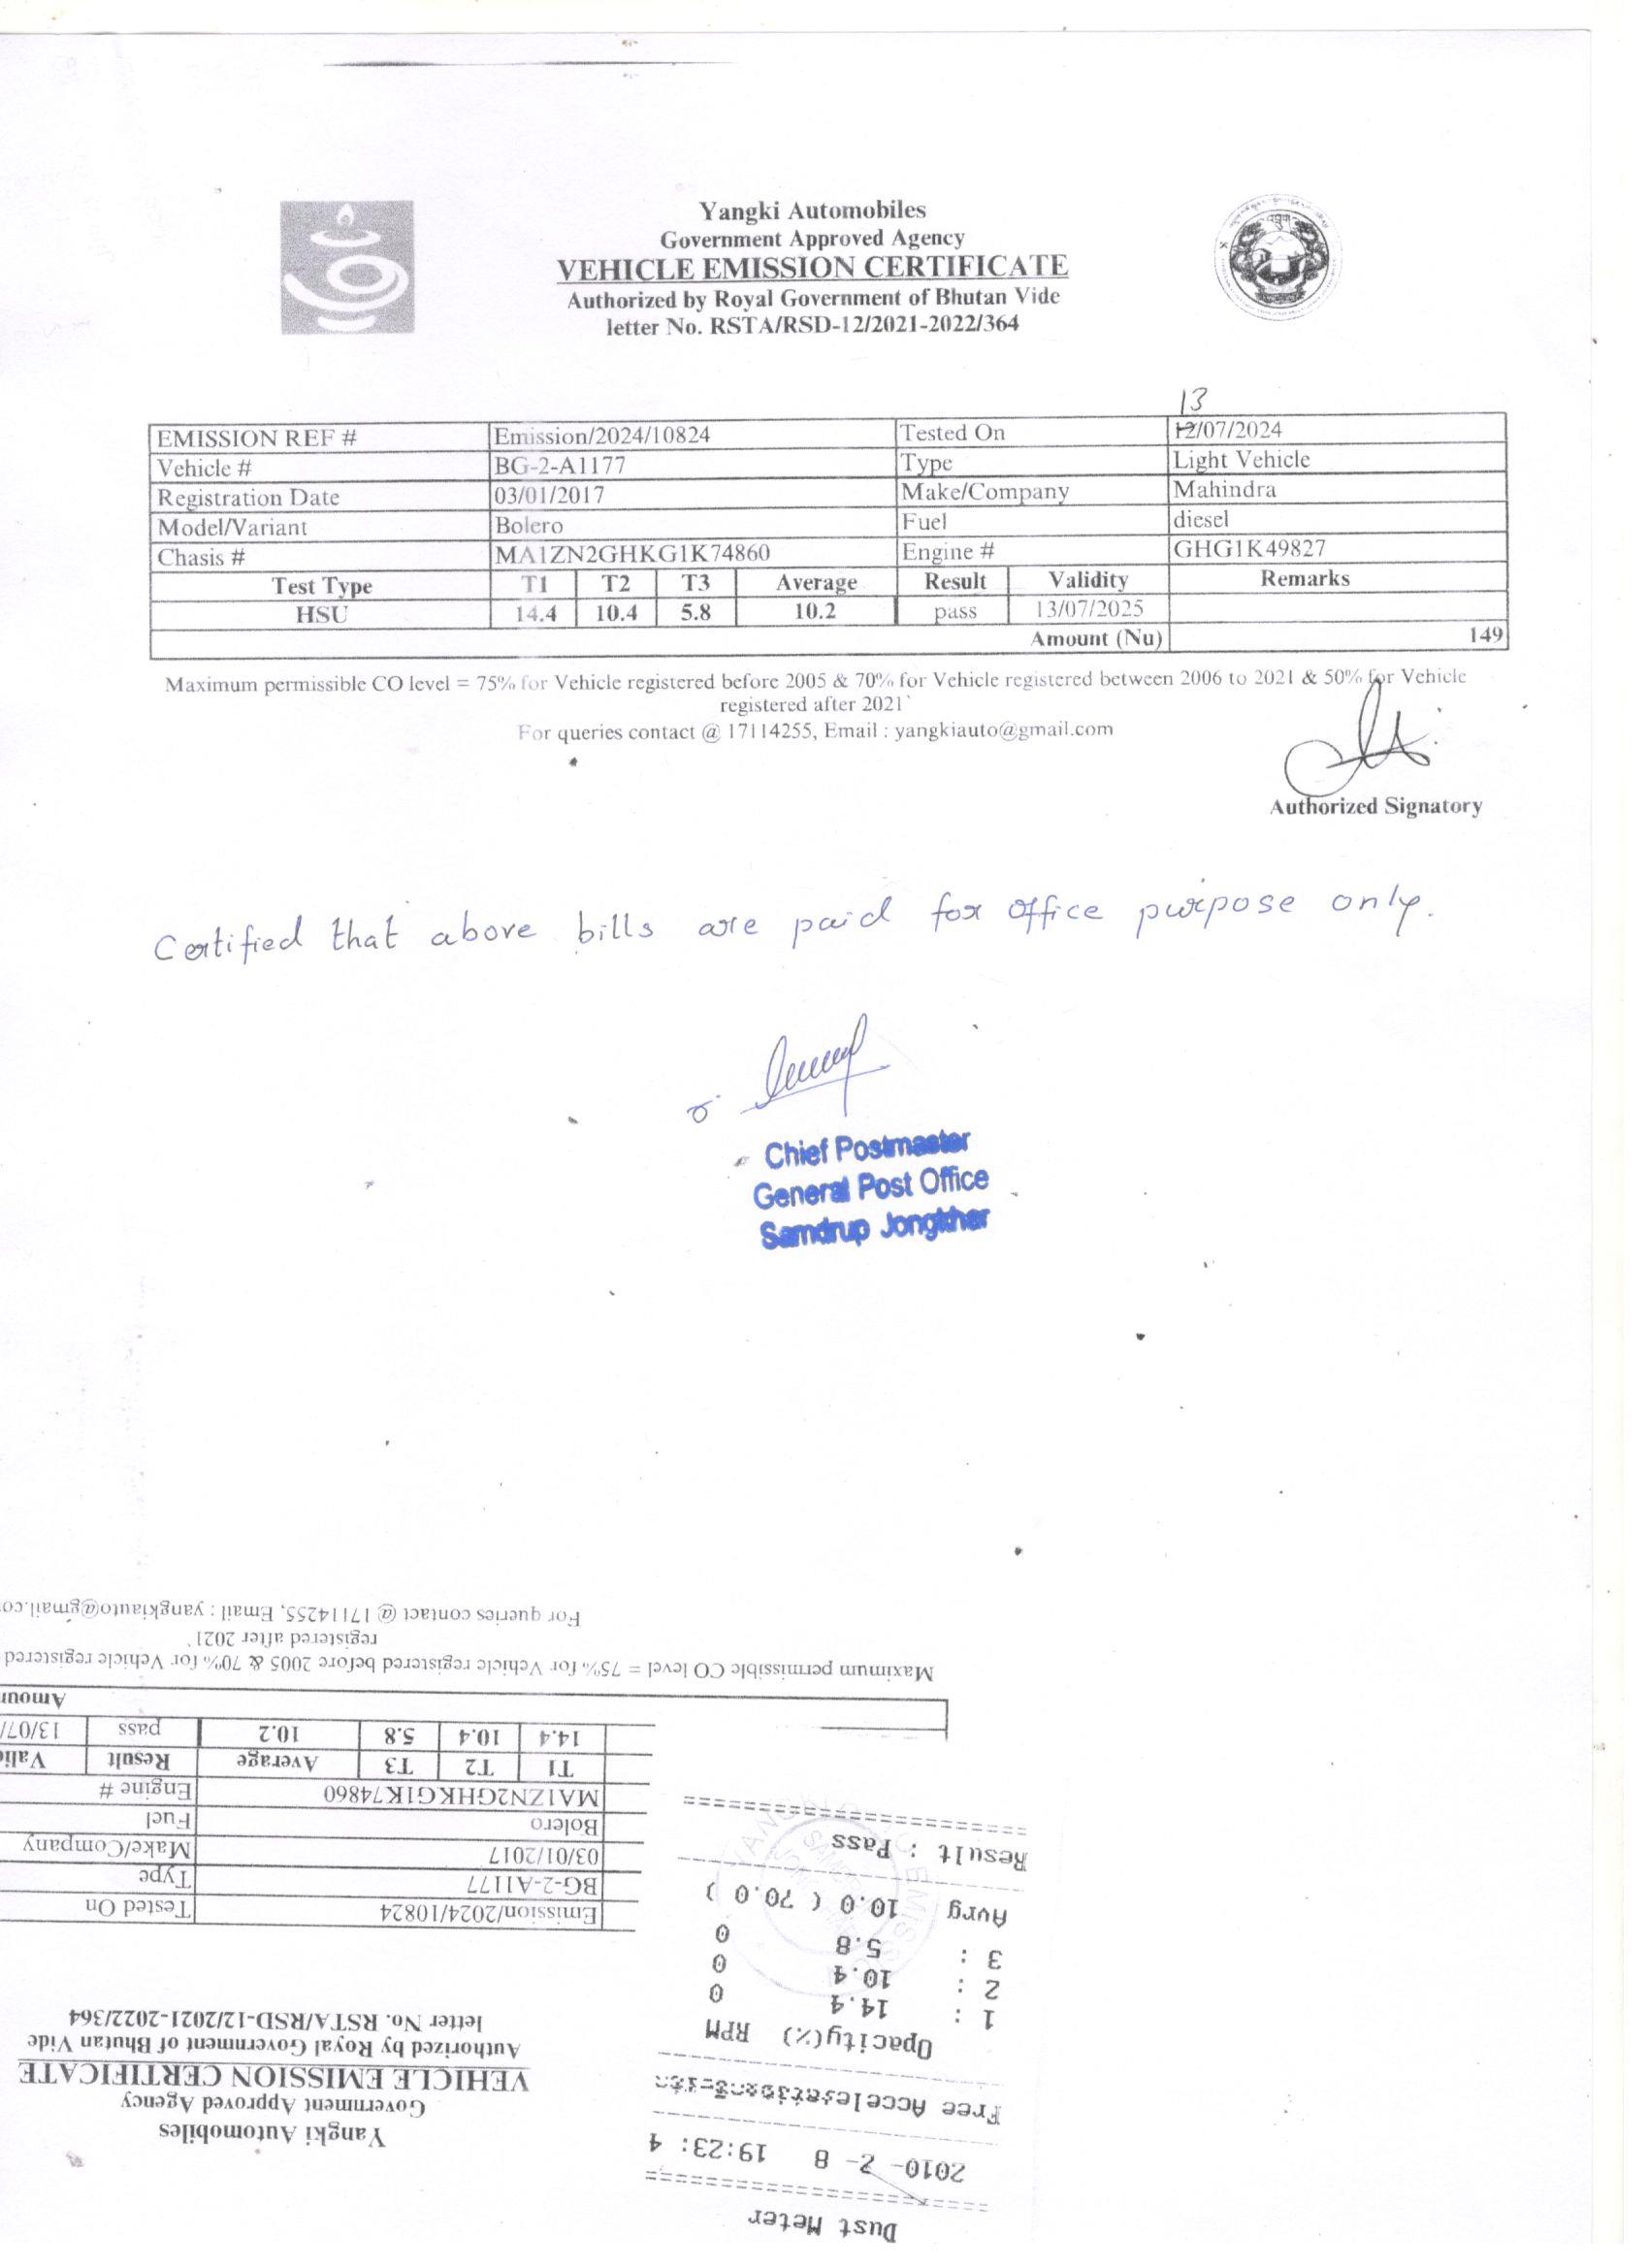 Yangki Automobiles
Government Approved Agency
VEHICLE EMISSION CERTIFICATE
Authorized by Royal Government of Bhutan Vide
letter No. RSTA/RSD-12/2021-2022/364
13
EMISSION REF # Emission/2024/10824 Tested On 12/07/2024
Vehicle # BG-2-A1177 Type Light Vehicle
Registration Date 03/01/2017 Make/Company Mahindra
Model/Variant Bolero Fuel diesel
Chasis # MA1ZN2GHKG1K74860 Engine # GHG1K49827
Test Type T1 T2 T3 Average Result Validity Remarks
HSU 14.4 10.4 5.8 10.2 pass 13/07/2025
Amount (Nu) 149
Maximum permissible CO level = 75% for Vehicle registered before 2005 & 70% for Vehicle registered between 2006 to 2021 & 50% for Vehicle
registered after 2021`
For queries contact @ 17114255, Email : yangkiauto@gmail.com
Authorized Signatory
Certified that above bills are paid for office purpose only.
Chief Postmaster
General Post Office
Samdrup Jongkhar
Dust Meter
2010- 2- 8 19:23: 4
Free Acceleration
Opacity(%) RPM
1 : 14.4 0
2 : 10.4 0
3 : 5.8 0
Avrg 10.0 ( 70.0 )
Result : Pass
Yangki Automobiles
Government Approved Agency
VEHICLE EMISSION CERTIFICATE
Authorized by Royal Government of Bhutan Vide
letter No. RSTA/RSD-12/2021-2022/364
Emission/2024/10824 Tested On
BG-2-A1177 Type
03/01/2017 Make/Company
Bolero Fuel
MA1ZN2GHKG1K74860 Engine #
T1 T2 T3 Average Result Vali
14.4 10.4 5.8 10.2 pass 13/07/
Amou
Maximum permissible CO level = 75% for Vehicle registered before 2005 & 70% for Vehicle registered
registered after 2021`
For queries contact @ 17114255, Email : yangkiauto@gmail.co